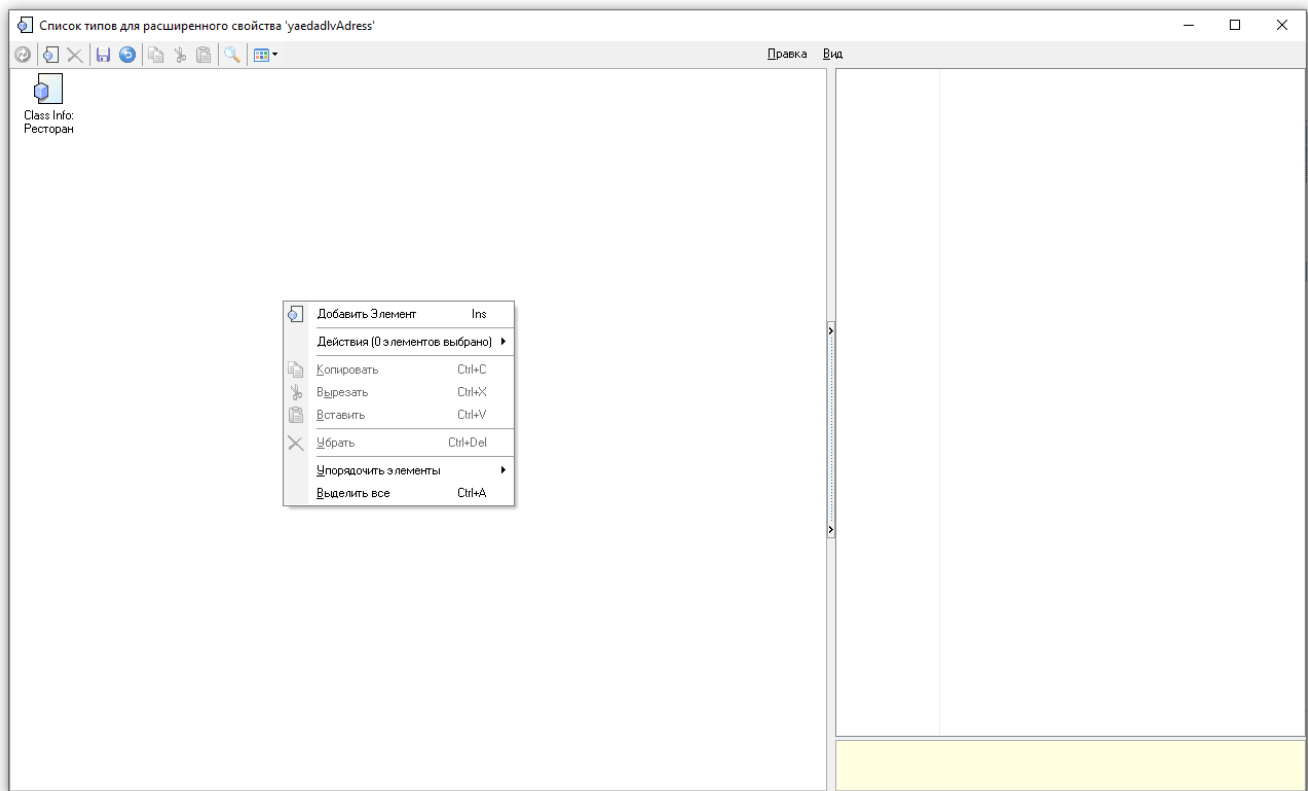 Список типов для расширенного свойства 'yaedadlvAdress'
Правка Вид
Class Info:
Ресторан
Добавить Элемент Ins
Действия (0 элементов выбрано)
Копировать Ctrl+C
Вырезать Ctrl+X
Вставить Ctrl+V
Убрать Ctrl+Del
Упорядочить элементы
Выделить все Ctrl+A